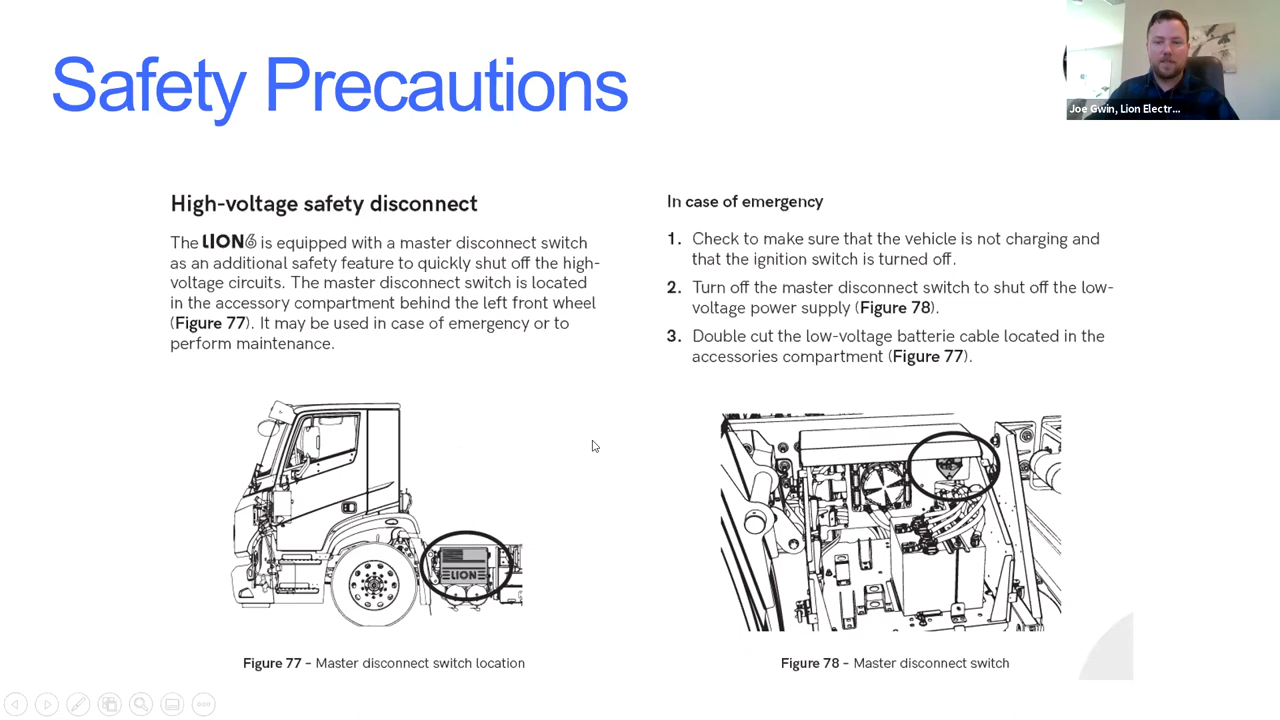 Safety Precautions
Joe Gwin, Lion Electr...
High-voltage safety disconnect
The LION6 is equipped with a master disconnect switch
as an additional safety feature to quickly shut off the high-
voltage circuits. The master disconnect switch is located
in the accessory compartment behind the left front wheel
(Figure 77). It may be used in case of emergency or to
perform maintenance.
In case of emergency
1. Check to make sure that the vehicle is not charging and
that the ignition switch is turned off.
2. Turn off the master disconnect switch to shut off the low-
voltage power supply (Figure 78).
3. Double cut the low-voltage batterie cable located in the
accessories compartment (Figure 77).
LION
Figure 77 – Master disconnect switch location
Figure 78 – Master disconnect switch